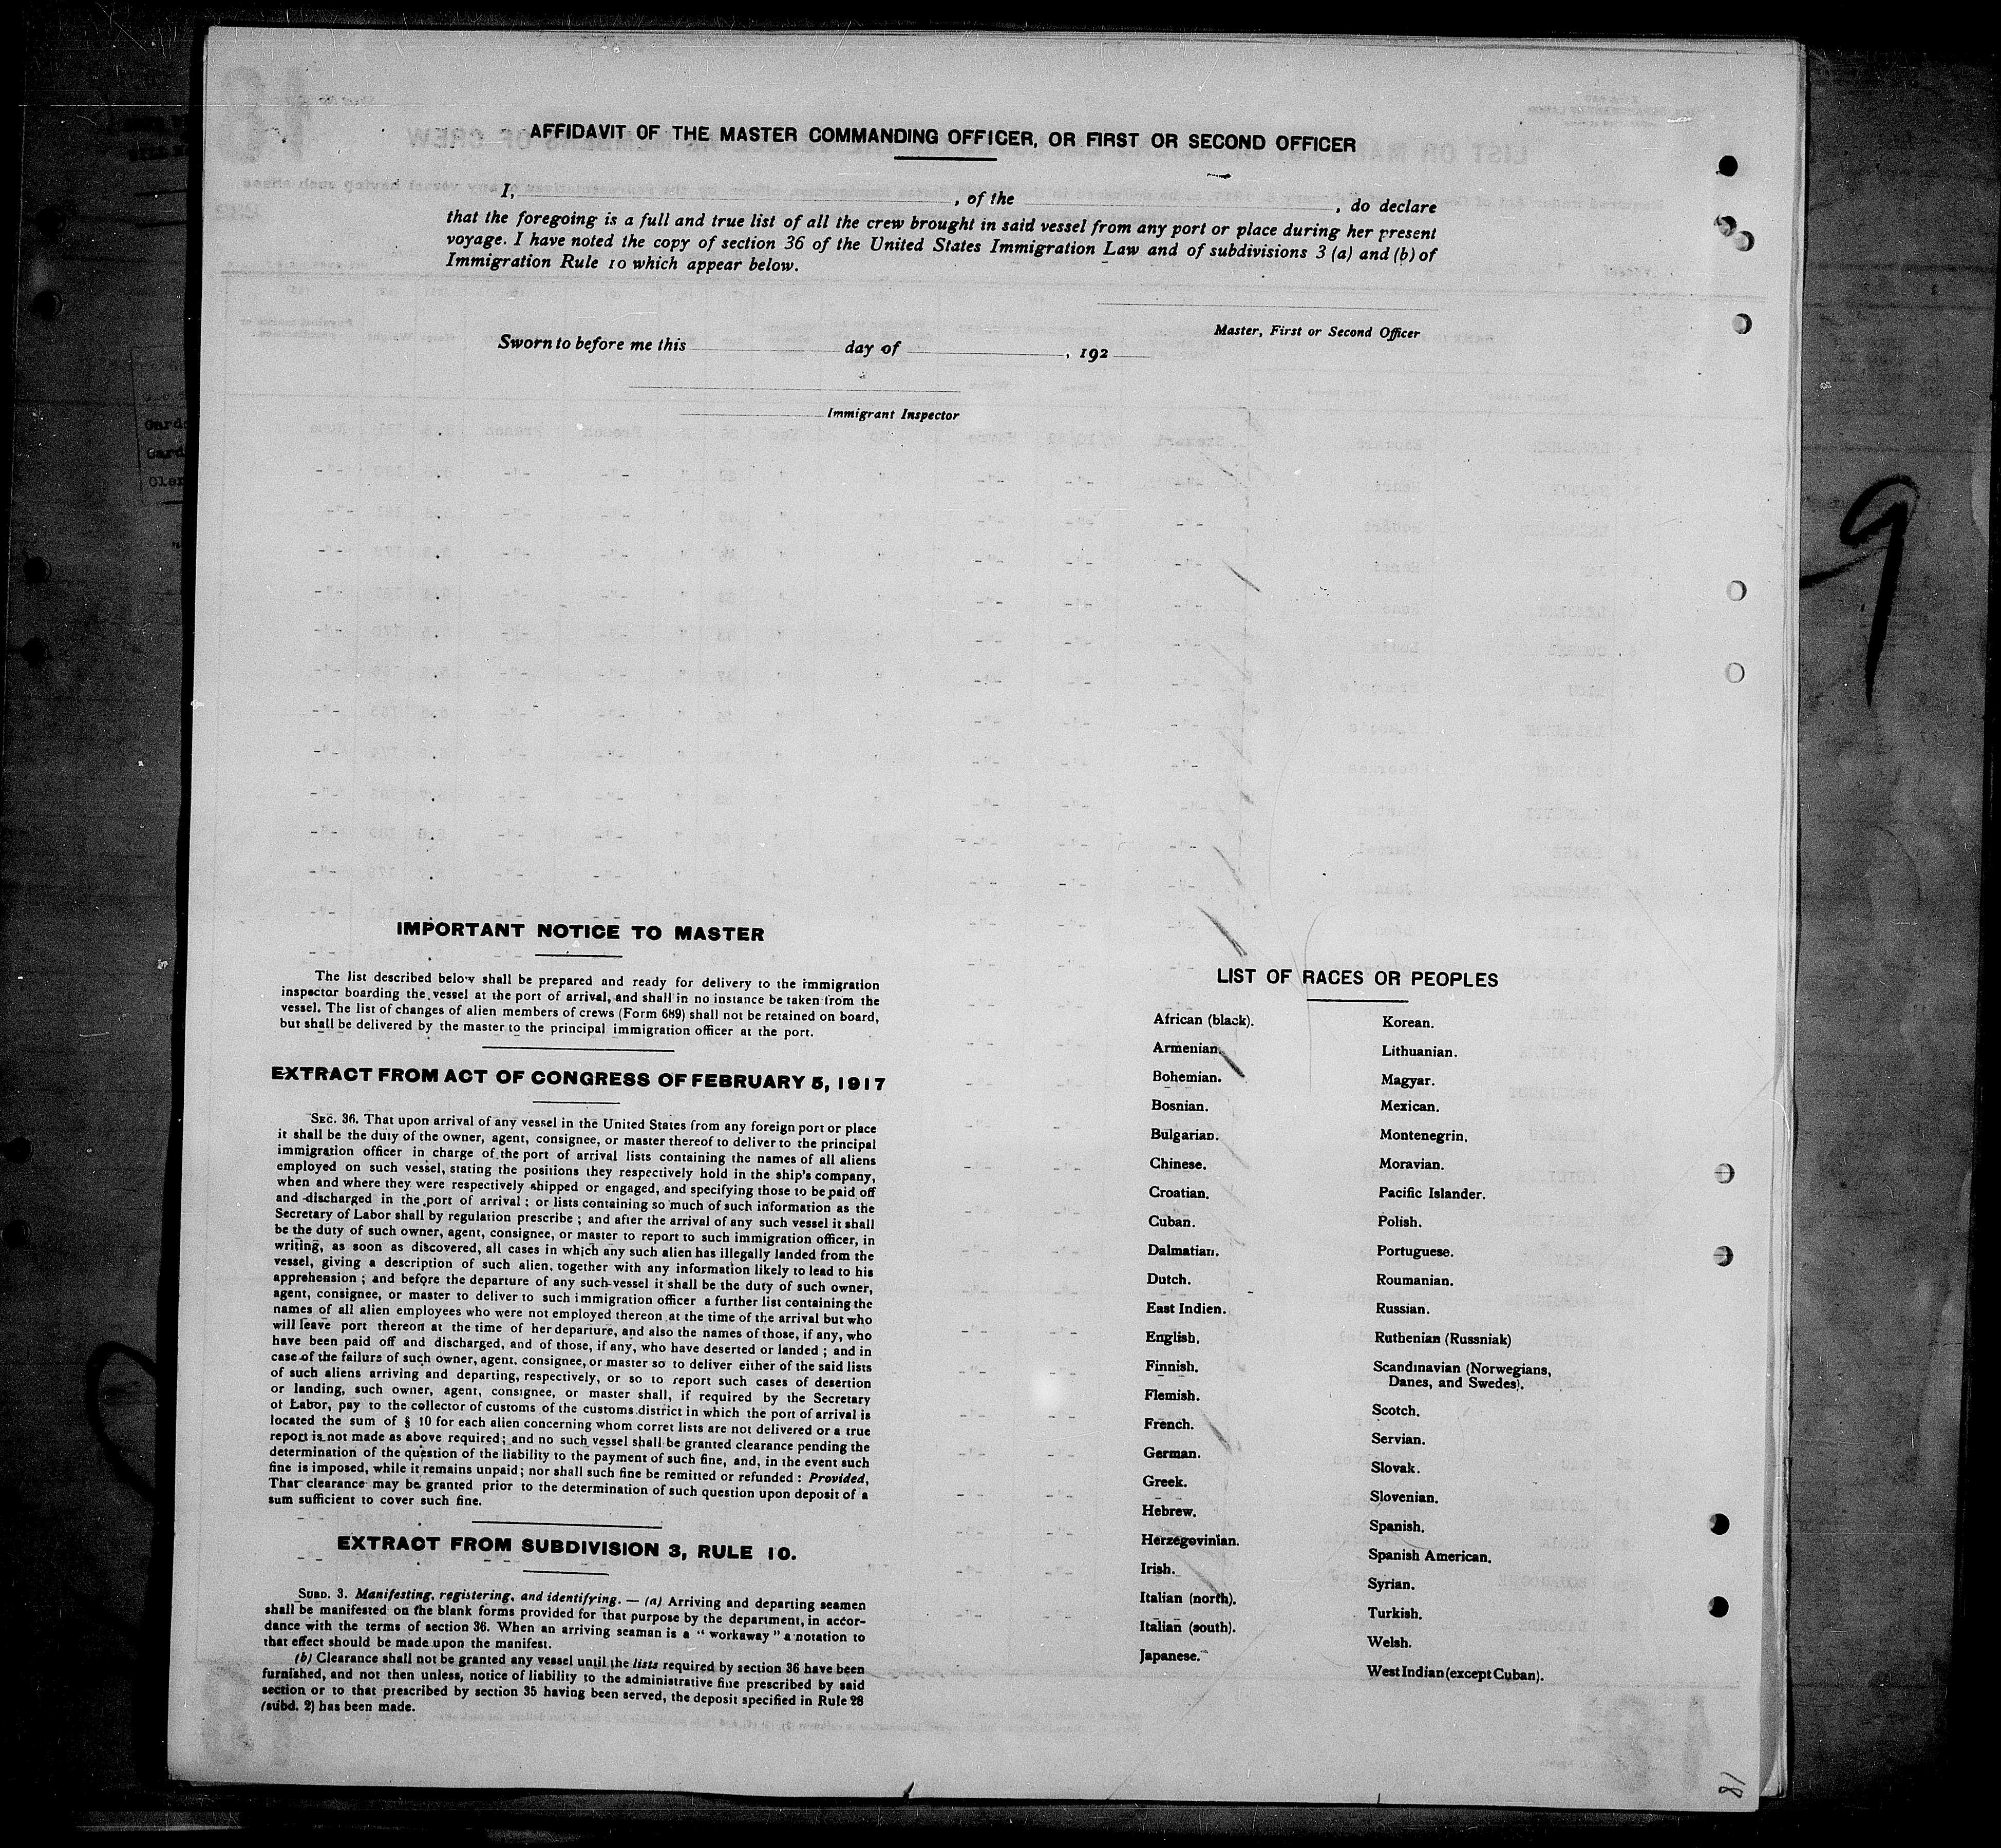 AFFIDAVIT OF THE MASTER COMMANDING OFFICER, OR FIRST OR SECOND OFFICER
I, , of the , do declare
that the foregoing is a full and true list of all the crew brought in said vessel from any port or place during her present
voyage. I have noted the copy of section 36 of the United States Immigration Law and of subdivisions 3 (a) and (b) of
Immigration Rule 10 which appear below.
Master, First or Second Officer
Sworn to before me this day of , 192
Immigrant Inspector
IMPORTANT NOTICE TO MASTER
The list described below shall be prepared and ready for delivery to the immigration
inspector boarding the vessel at the port of arrival, and shall in no instance be taken from the
vessel. The list of changes of alien members of crews (Form 689) shall not be retained on board,
but shall be delivered by the master to the principal immigration officer at the port.
EXTRACT FROM ACT OF CONGRESS OF FEBRUARY 5, 1917
SEC. 36. That upon arrival of any vessel in the United States from any foreign port or place
it shall be the duty of the owner, agent, consignee, or master thereof to deliver to the principal
immigration officer in charge of the port of arrival lists containing the names of all aliens
employed on such vessel, stating the positions they respectively hold in the ship's company,
when and where they were respectively shipped or engaged, and specifying those to be paid off
and discharged in the port of arrival; or lists containing so much of such information as the
Secretary of Labor shall by regulation prescribe; and after the arrival of any such vessel it shall
be the duty of such owner, agent, consignee, or master to report to such immigration officer, in
writing, as soon as discovered, all cases in which any such alien has illegally landed from the
vessel, giving a description of such alien, together with any information likely to lead to his
apprehension; and before the departure of any such vessel it shall be the duty of such owner,
agent, consignee, or master to deliver to such immigration officer a further list containing the
names of all alien employees who were not employed thereon at the time of the arrival but who
will leave port thereon at the time of her departure, and also the names of those, if any, who
have been paid off and discharged, and of those, if any, who have deserted or landed; and in
case of the failure of such owner, agent, consignee, or master so to deliver either of the said lists
of such aliens arriving and departing, respectively, or so to report such cases of desertion
or landing, such owner, agent, consignee, or master shall, if required by the Secretary
of Labor, pay to the collector of customs of the customs district in which the port of arrival is
located the sum of § 10 for each alien concerning whom corret lists are not delivered or a true
report is not made as above required; and no such vessel shall be granted clearance pending the
determination of the question of the liability to the payment of such fine, and, in the event such
fine is imposed, while it remains unpaid; nor shall such fine be remitted or refunded: Provided,
That clearance may be granted prior to the determination of such question upon deposit of a
sum sufficient to cover such fine.
EXTRACT FROM SUBDIVISION 3, RULE 10.
SUBD. 3. Manifesting, registering, and identifying. — (a) Arriving and departing seamen
shall be manifested on the blank forms provided for that purpose by the department, in accor-
dance with the terms of section 36. When an arriving seaman is a "workaway" a notation to
that effect should be made upon the manifest.
(b) Clearance shall not be granted any vessel until the lists required by section 36 have been
furnished, and not then unless, notice of liability to the administrative fine prescribed by said
section or to that prescribed by section 35 having been served, the deposit specified in Rule 28
(subd. 2) has been made.
LIST OF RACES OR PEOPLES
African (black).
Armenian.
Bohemian.
Bosnian.
Bulgarian.
Chinese.
Croatian.
Cuban.
Dalmatian.
Dutch.
East Indien.
English.
Finnish.
Flemish.
French.
German.
Greek.
Hebrew.
Herzegovinian.
Irish.
Italian (north).
Italian (south).
Japanese.
Korean.
Lithuanian.
Magyar.
Mexican.
Montenegrin.
Moravian.
Pacific Islander.
Polish.
Portuguese.
Roumanian.
Russian.
Ruthenian (Russniak)
Scandinavian (Norwegians,
Danes, and Swedes).
Scotch.
Servian.
Slovak.
Slovenian.
Spanish.
Spanish American.
Syrian.
Turkish.
Welsh.
West Indian (except Cuban).
9
18